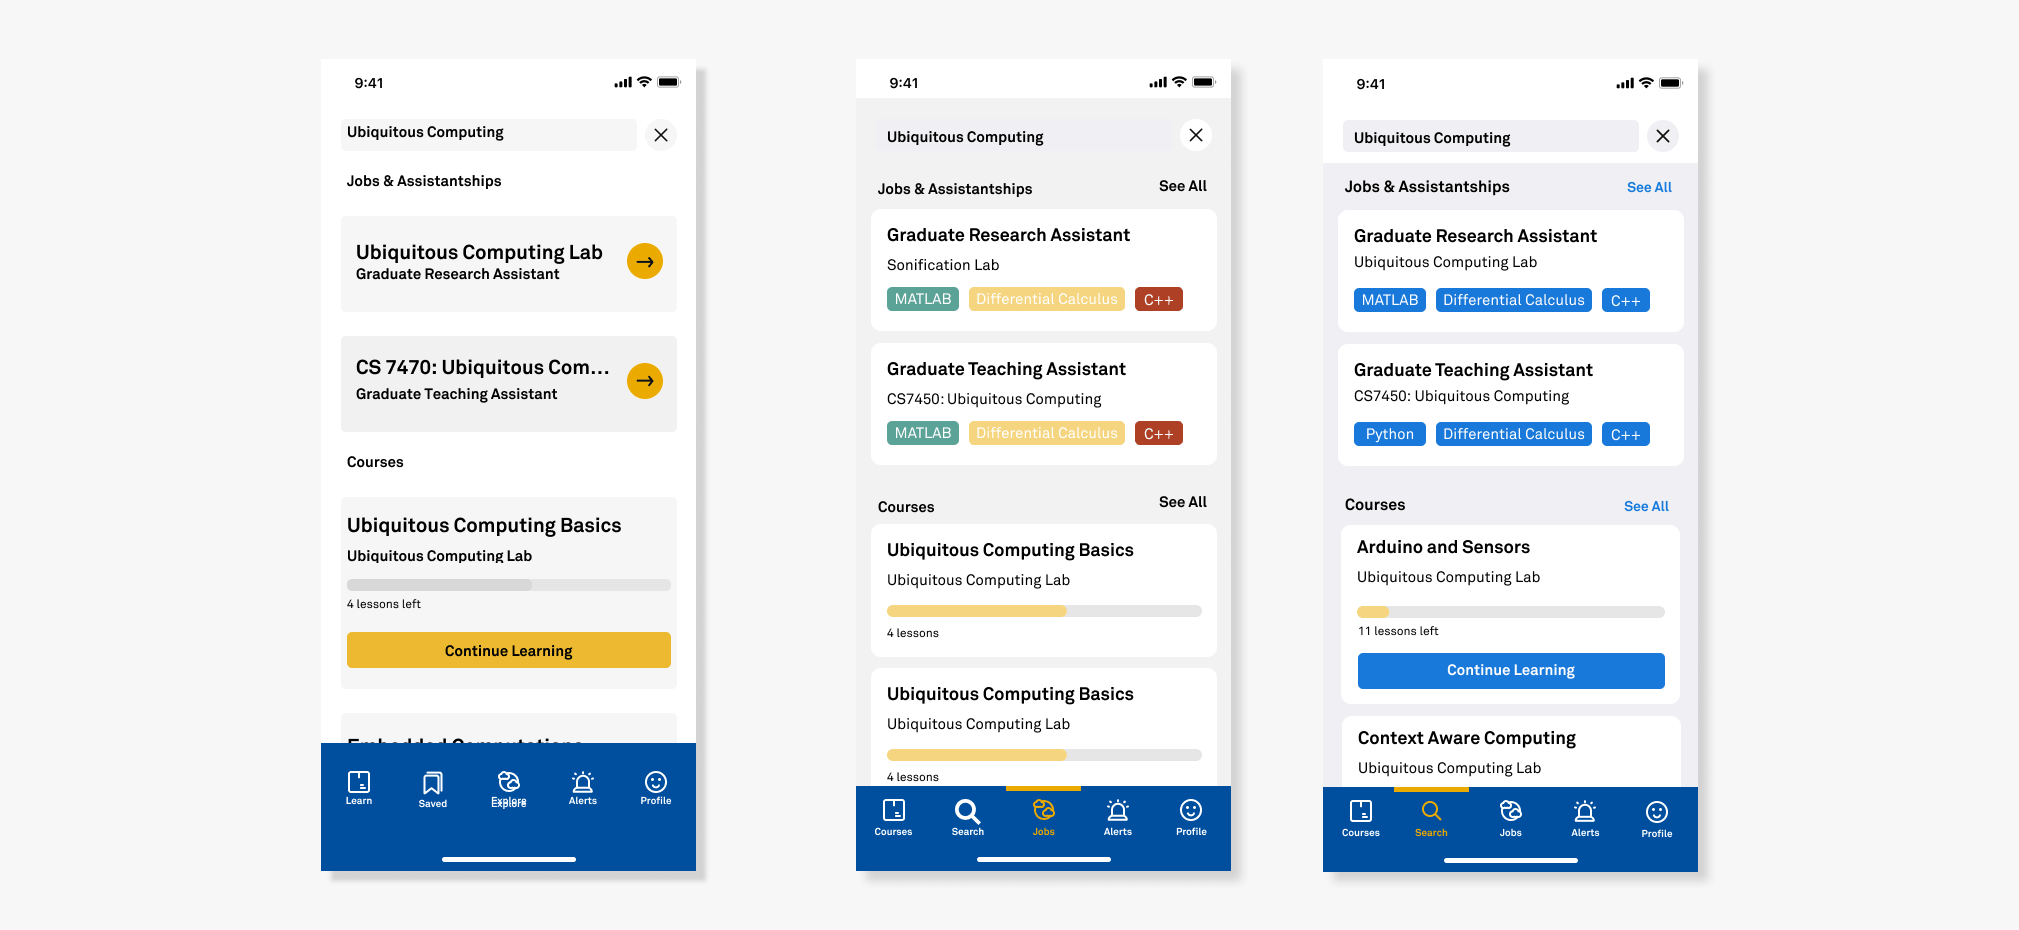 9:41
Ubiquitous Computing
Jobs & Assistantships
Ubiquitous Computing Lab
Graduate Research Assistant
CS 7470: Ubiquitous Com...
Graduate Teaching Assistant
Courses
Ubiquitous Computing Basics
Ubiquitous Computing Lab
4 lessons left
Continue Learning
Embedded Computations
Learn
Saved
Explore
Alerts
Profile
9:41
Ubiquitous Computing
Jobs & Assistantships
See All
Graduate Research Assistant
Sonification Lab
MATLAB Differential Calculus C++
Graduate Teaching Assistant
CS7450: Ubiquitous Computing
MATLAB Differential Calculus C++
Courses
See All
Ubiquitous Computing Basics
Ubiquitous Computing Lab
4 lessons
Ubiquitous Computing Basics
Ubiquitous Computing Lab
4 lessons
Courses
Search
Jobs
Alerts
Profile
9:41
Ubiquitous Computing
Jobs & Assistantships
See All
Graduate Research Assistant
Ubiquitous Computing Lab
MATLAB Differential Calculus C++
Graduate Teaching Assistant
CS7450: Ubiquitous Computing
Python Differential Calculus C++
Courses
See All
Arduino and Sensors
Ubiquitous Computing Lab
11 lessons left
Continue Learning
Context Aware Computing
Ubiquitous Computing Lab
Courses
Search
Jobs
Alerts
Profile